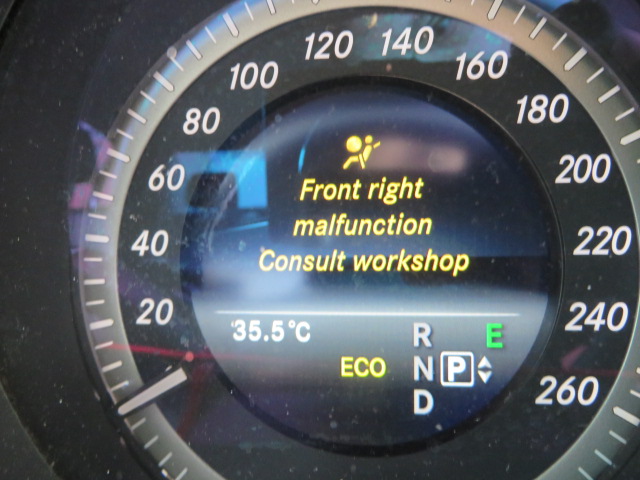 120 140
100 160
80 180
60 200
Front right
malfunction
Consult workshop
40 220
20 240
35.5°C R E
ECO N P
D 260